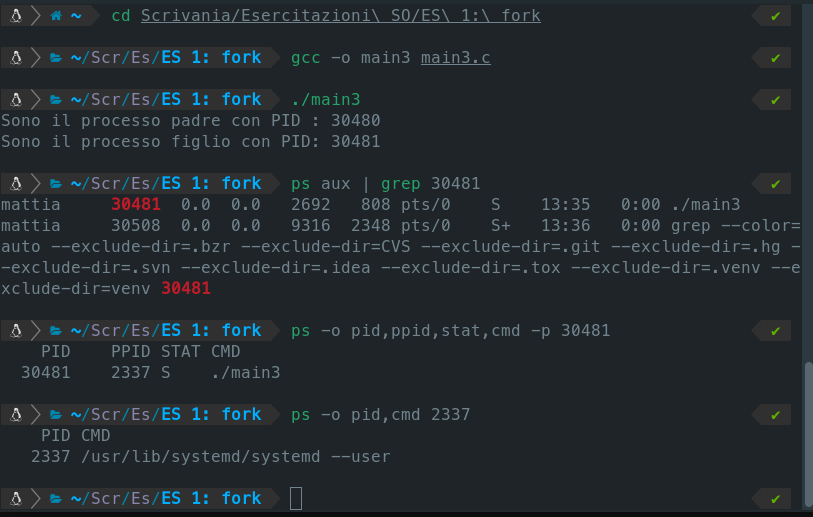 ~ cd Scrivania/Esercitazioni\ SO/ES\ 1:\ fork ✔
~/Scr/Es/ES 1: fork gcc -o main3 main3.c ✔
~/Scr/Es/ES 1: fork ./main3 ✔
Sono il processo padre con PID : 30480
Sono il processo figlio con PID: 30481
~/Scr/Es/ES 1: fork ps aux | grep 30481 ✔
mattia     30481  0.0  0.0   2692   808 pts/0    S    13:35   0:00 ./main3
mattia     30508  0.0  0.0   9316  2348 pts/0    S+   13:36   0:00 grep --color=
auto --exclude-dir=.bzr --exclude-dir=CVS --exclude-dir=.git --exclude-dir=.hg -
-exclude-dir=.svn --exclude-dir=.idea --exclude-dir=.tox --exclude-dir=.venv --e
xclude-dir=venv 30481
~/Scr/Es/ES 1: fork ps -o pid,ppid,stat,cmd -p 30481 ✔
    PID    PPID STAT CMD
  30481    2337 S    ./main3
~/Scr/Es/ES 1: fork ps -o pid,cmd 2337 ✔
    PID CMD
   2337 /usr/lib/systemd/systemd --user
~/Scr/Es/ES 1: fork ✔